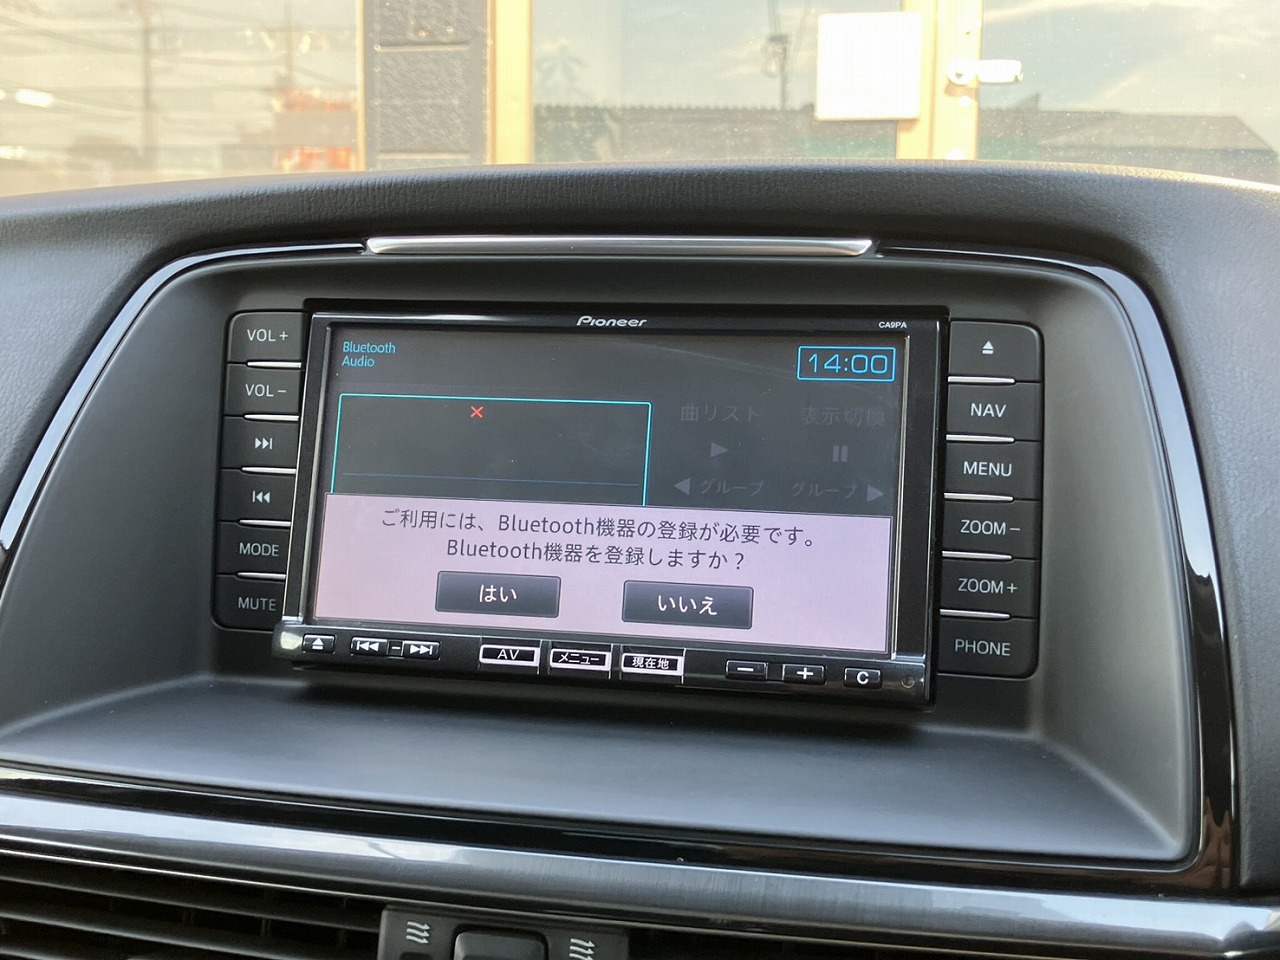 Pioneer
CA9PA
Bluetooth
Audio
14:00
曲リスト
表示切換
グループ
グループ
ご利用には、Bluetooth機器の登録が必要です。
Bluetooth機器を登録しますか？
はい
いいえ
VOL+
VOL−
MODE
MUTE
NAV
MENU
ZOOM−
ZOOM+
PHONE
AV
メニュー
現在地
−
+
C